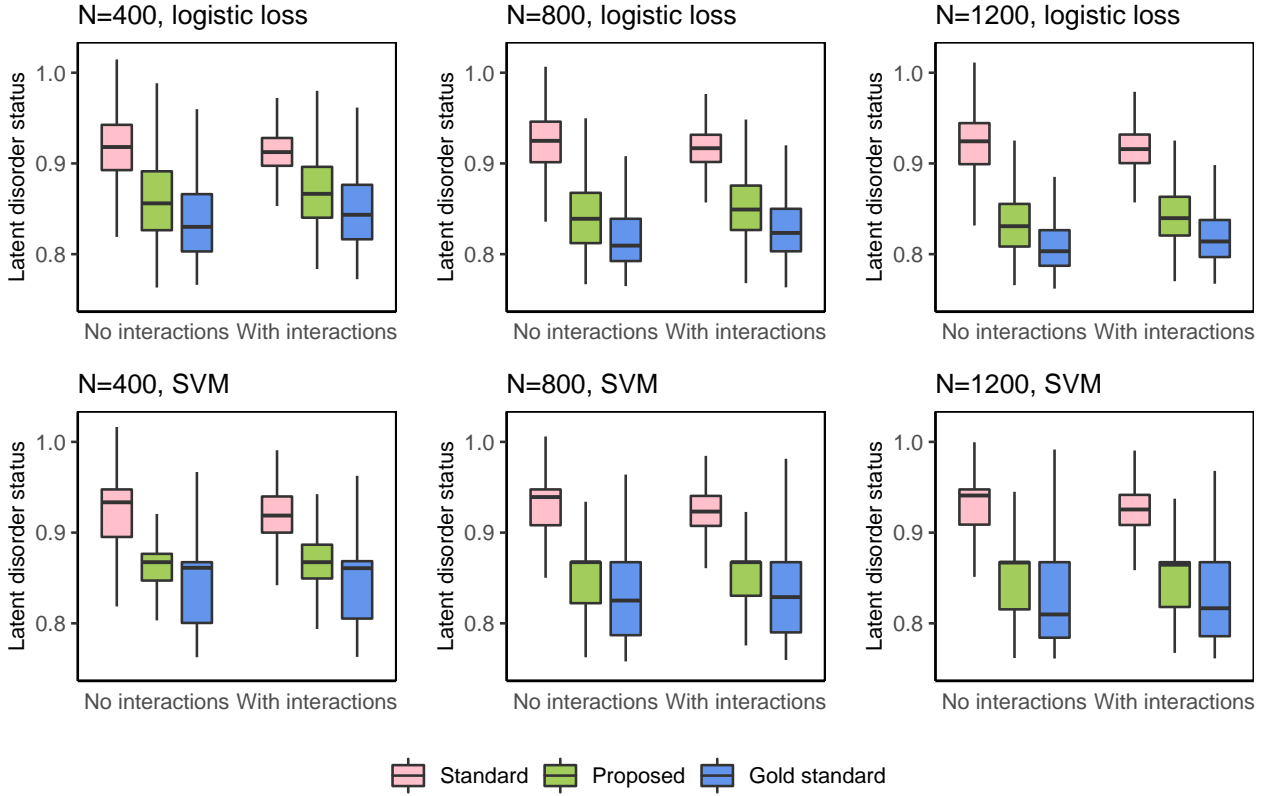 N=400, logistic loss
N=800, logistic loss
N=1200, logistic loss
Latent disorder status
1.0
0.9
0.8
No interactions With interactions
Latent disorder status
1.0
0.9
0.8
No interactions With interactions
Latent disorder status
1.0
0.9
0.8
No interactions With interactions
N=400, SVM
N=800, SVM
N=1200, SVM
Latent disorder status
1.0
0.9
0.8
No interactions With interactions
Latent disorder status
1.0
0.9
0.8
No interactions With interactions
Latent disorder status
1.0
0.9
0.8
No interactions With interactions
Standard Proposed Gold standard